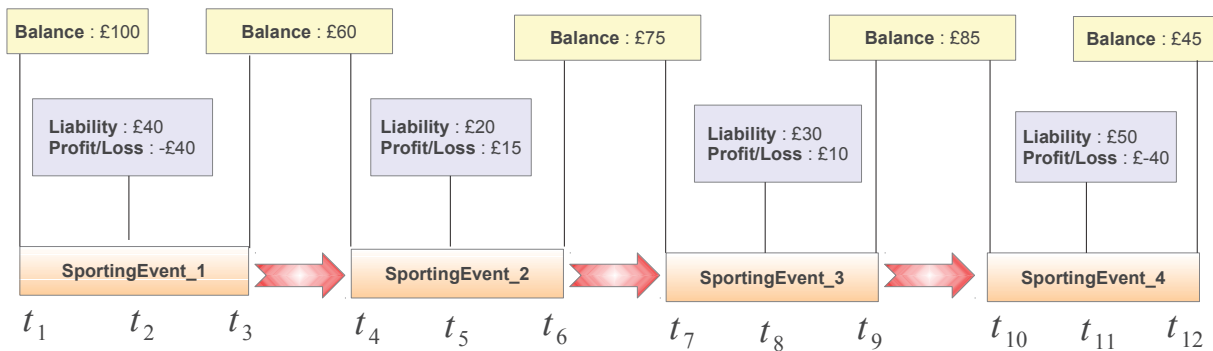 Balance : £100
Balance : £60
Balance : £75
Balance : £85
Balance : £45
Liability : £40
Profit/Loss : -£40
Liability : £20
Profit/Loss : £15
Liability : £30
Profit/Loss : £10
Liability : £50
Profit/Loss : £-40
SportingEvent_1
SportingEvent_2
SportingEvent_3
SportingEvent_4
t1 t2 t3 t4 t5 t6 t7 t8 t9 t10 t11 t12